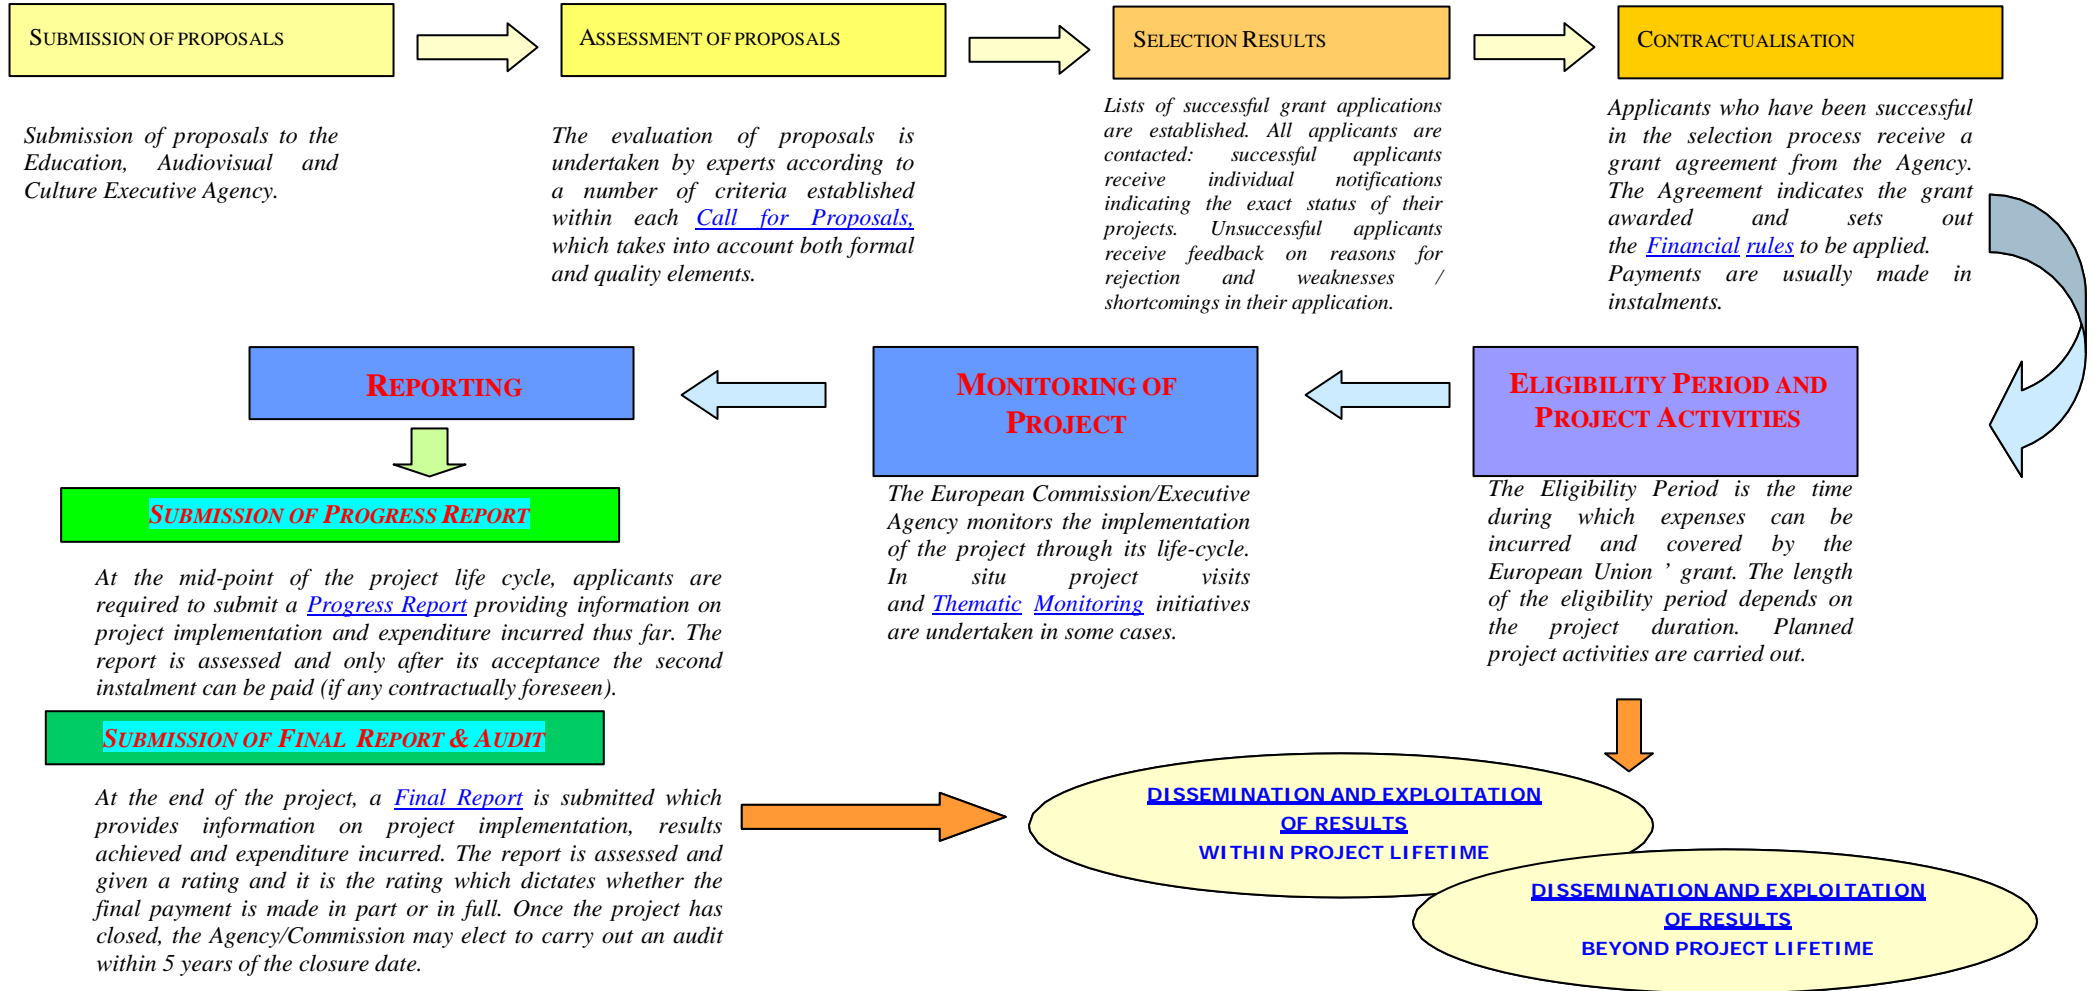 SUBMISSION OF PROPOSALS
ASSESSMENT OF PROPOSALS
SELECTION RESULTS
CONTRACTUALISATION
Submission of proposals to the
Education, Audiovisual and
Culture Executive Agency.
The evaluation of proposals is
undertaken by experts according to
a number of criteria established
within each Call for Proposals,
which takes into account both formal
and quality elements.
Lists of successful grant applications
are established. All applicants are
contacted: successful applicants
receive individual notifications
indicating the exact status of their
projects. Unsuccessful applicants
receive feedback on reasons for
rejection and weaknesses /
shortcomings in their application.
Applicants who have been successful
in the selection process receive a
grant agreement from the Agency.
The Agreement indicates the grant
awarded and sets out
the Financial rules to be applied.
Payments are usually made in
instalments.
REPORTING
MONITORING OF
PROJECT
ELIGIBILITY PERIOD AND
PROJECT ACTIVITIES
The Eligibility Period is the time
during which expenses can be
incurred and covered by the
European Union ’ grant. The length
of the eligibility period depends on
the project duration. Planned
project activities are carried out.
The European Commission/Executive
Agency monitors the implementation
of the project through its life-cycle.
In situ project visits
and Thematic Monitoring initiatives
are undertaken in some cases.
SUBMISSION OF PROGRESS REPORT
At the mid-point of the project life cycle, applicants are
required to submit a Progress Report providing information on
project implementation and expenditure incurred thus far. The
report is assessed and only after its acceptance the second
instalment can be paid (if any contractually foreseen).
SUBMISSION OF FINAL REPORT & AUDIT
At the end of the project, a Final Report is submitted which
provides information on project implementation, results
achieved and expenditure incurred. The report is assessed and
given a rating and it is the rating which dictates whether the
final payment is made in part or in full. Once the project has
closed, the Agency/Commission may elect to carry out an audit
within 5 years of the closure date.
DISSEMINATION AND EXPLOITATION
OF RESULTS
WITHIN PROJECT LIFETIME
DISSEMINATION AND EXPLOITATION
OF RESULTS
BEYOND PROJECT LIFETIME